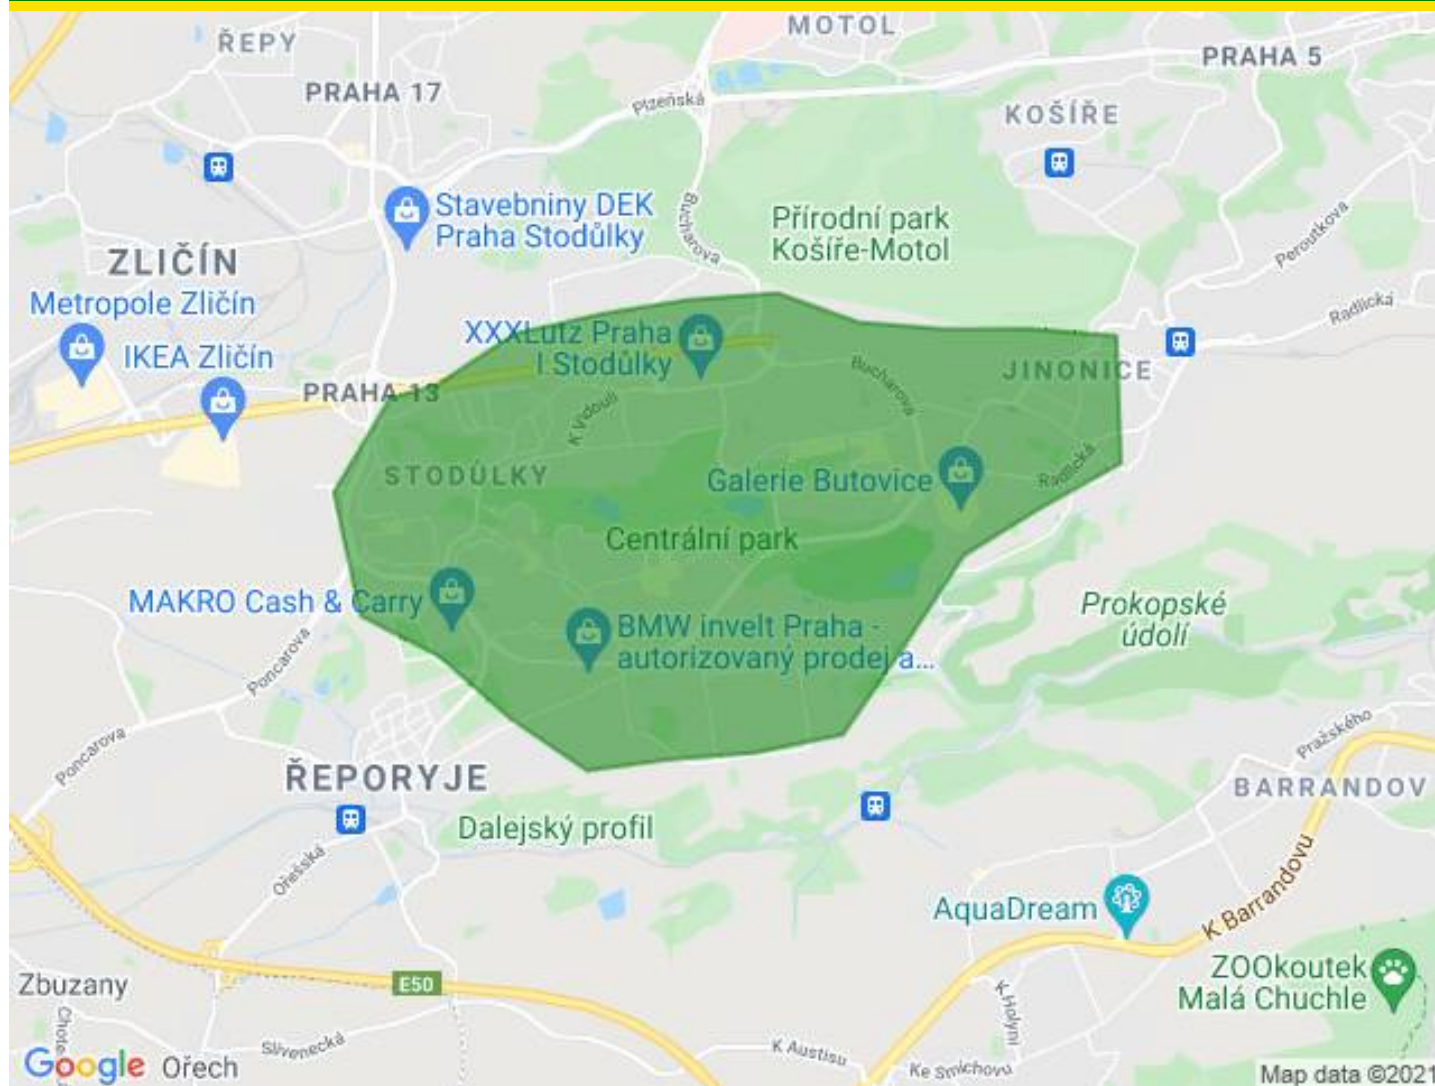 MOTOL
ŘEPY
PRAHA 5
PRAHA 17
Plzeňská
KOŠÍŘE
Stavebniny DEK
Praha Stodůlky
Bucharova
Přírodní park
Košíře-Motol
Peroutkova
ZLIČÍN
Metropole Zličín
Radlická
XXXLutz Praha
I Stodůlky
IKEA Zličín
JINONICE
Bucharova
PRAHA 13
K Vidouli
STODŮLKY
Galerie Butovice
Radlická
Centrální park
MAKRO Cash & Carry
Prokopské
údolí
BMW invelt Praha -
autorizovaný prodej a...
Poncarova
Poncarova
Pražského
ŘEPORYJE
BARRANDOV
Dalejský profil
Ořešská
K Barrandovu
AquaDream
ZOOkoutek
Malá Chuchle
Zbuzany
E50
K Holyni
Slivenecká
K Austisu
Ke Smíchovu
Google
Ořech
Map data ©2021